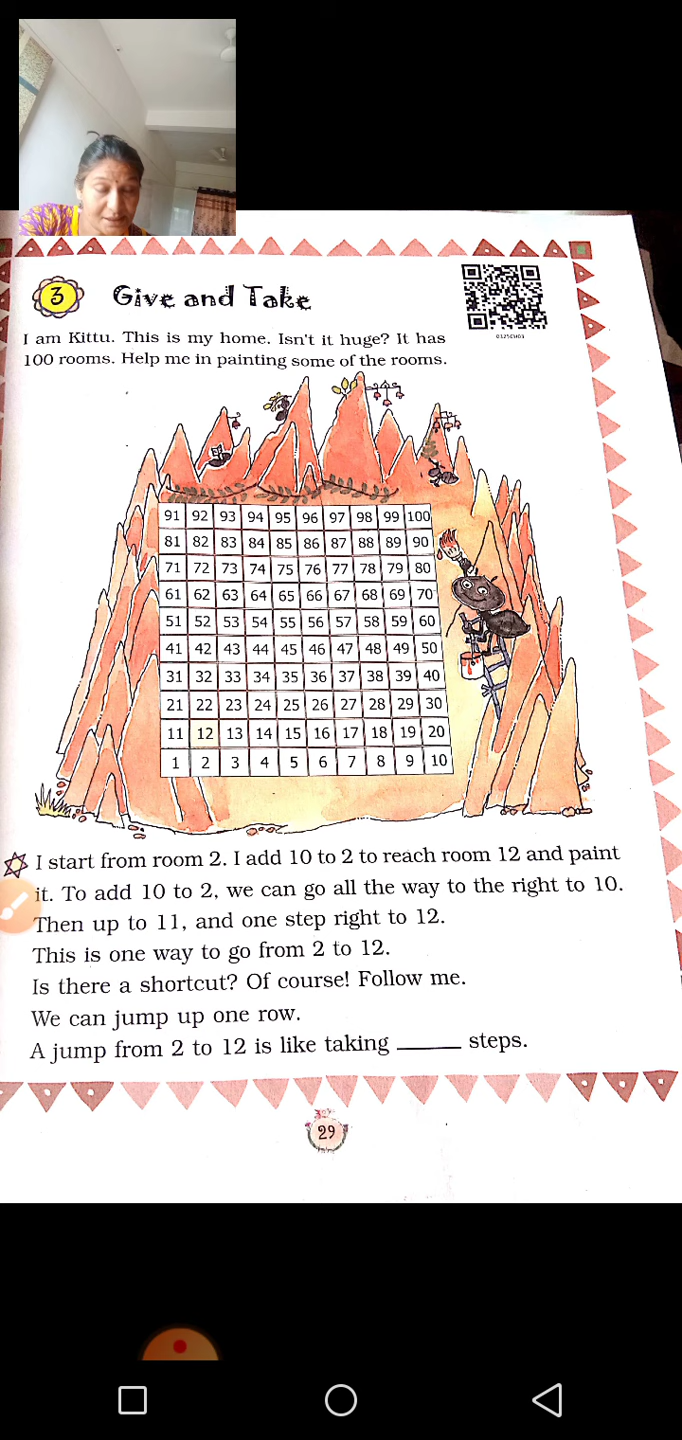 3 Give and Take
0325CH03
I am Kittu. This is my home. Isn't it huge? It has
100 rooms. Help me in painting some of the rooms.
91 92 93 94 95 96 97 98 99 100
81 82 83 84 85 86 87 88 89 90
71 72 73 74 75 76 77 78 79 80
61 62 63 64 65 66 67 68 69 70
51 52 53 54 55 56 57 58 59 60
41 42 43 44 45 46 47 48 49 50
31 32 33 34 35 36 37 38 39 40
21 22 23 24 25 26 27 28 29 30
11 12 13 14 15 16 17 18 19 20
1 2 3 4 5 6 7 8 9 10
I start from room 2. I add 10 to 2 to reach room 12 and paint
it. To add 10 to 2, we can go all the way to the right to 10.
Then up to 11, and one step right to 12.
This is one way to go from 2 to 12.
Is there a shortcut? Of course! Follow me.
We can jump up one row.
A jump from 2 to 12 is like taking _____ steps.
29